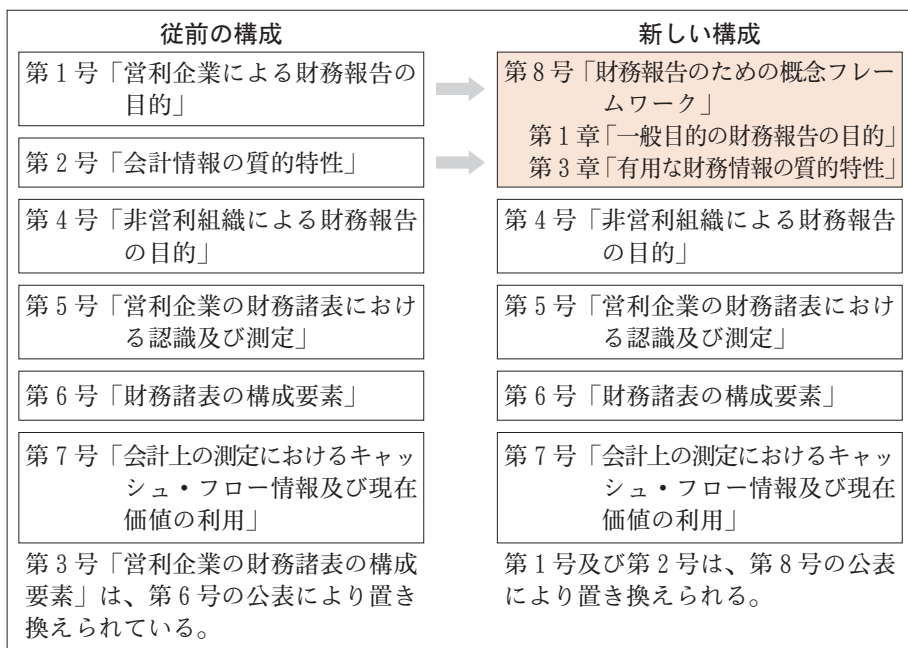 従前の構成
第1号「営利企業による財務報告の
目的」
第2号「会計情報の質的特性」
第4号「非営利組織による財務報告
の目的」
第5号「営利企業の財務諸表におけ
る認識及び測定」
第6号「財務諸表の構成要素」
第7号「会計上の測定におけるキャッ
シュ・フロー情報及び現在
価値の利用」
第3号「営利企業の財務諸表の構成
要素」は、第6号の公表により置き
換えられている。
新しい構成
第8号「財務報告のための概念フレー
ムワーク」
第1章「一般目的の財務報告の目的」
第3章「有用な財務情報の質的特性」
第4号「非営利組織による財務報告
の目的」
第5号「営利企業の財務諸表におけ
る認識及び測定」
第6号「財務諸表の構成要素」
第7号「会計上の測定におけるキャッ
シュ・フロー情報及び現在
価値の利用」
第1号及び第2号は、第8号の公表
により置き換えられる。